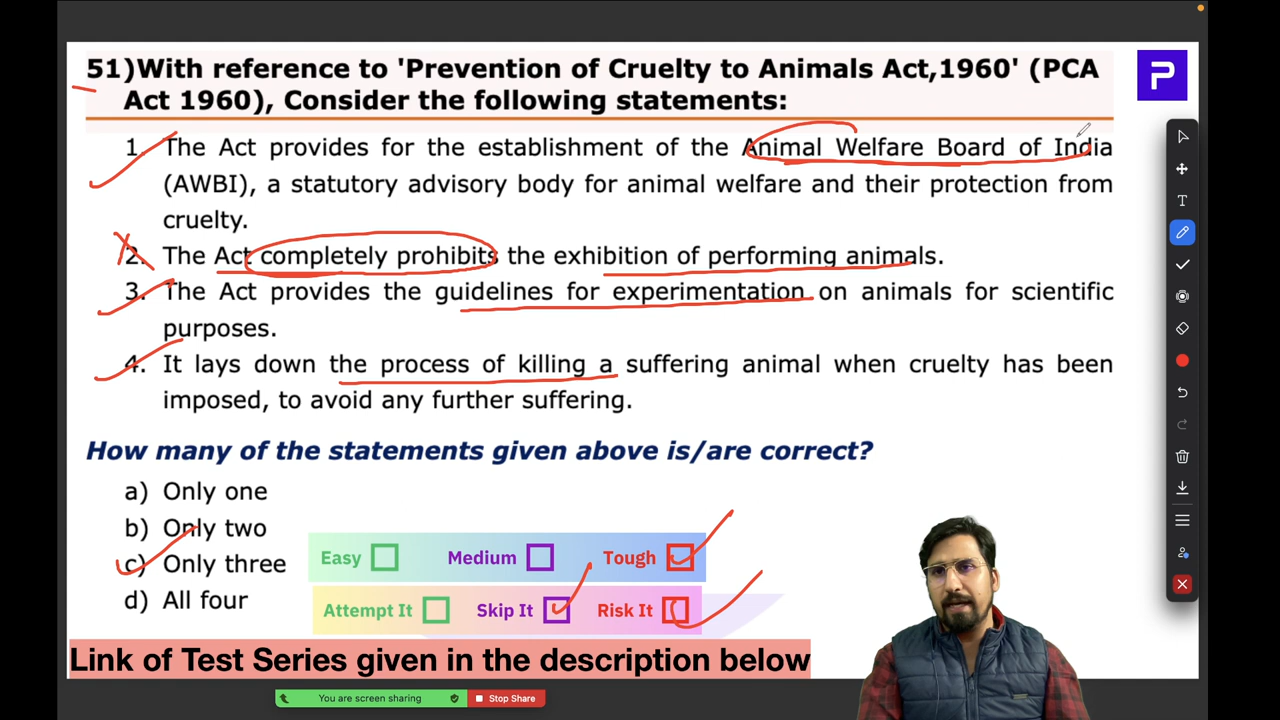 51)With reference to 'Prevention of Cruelty to Animals Act,1960' (PCA
Act 1960), Consider the following statements:
P
1. The Act provides for the establishment of the Animal Welfare Board of India
(AWBI), a statutory advisory body for animal welfare and their protection from
cruelty.
2. The Act completely prohibits the exhibition of performing animals.
3. The Act provides the guidelines for experimentation on animals for scientific
purposes.
4. It lays down the process of killing a suffering animal when cruelty has been
imposed, to avoid any further suffering.
How many of the statements given above is/are correct?
a) Only one
b) Only two
c) Only three
d) All four
Easy Medium Tough
Attempt It Skip It Risk It
Link of Test Series given in the description below
You are screen sharing Stop Share
T